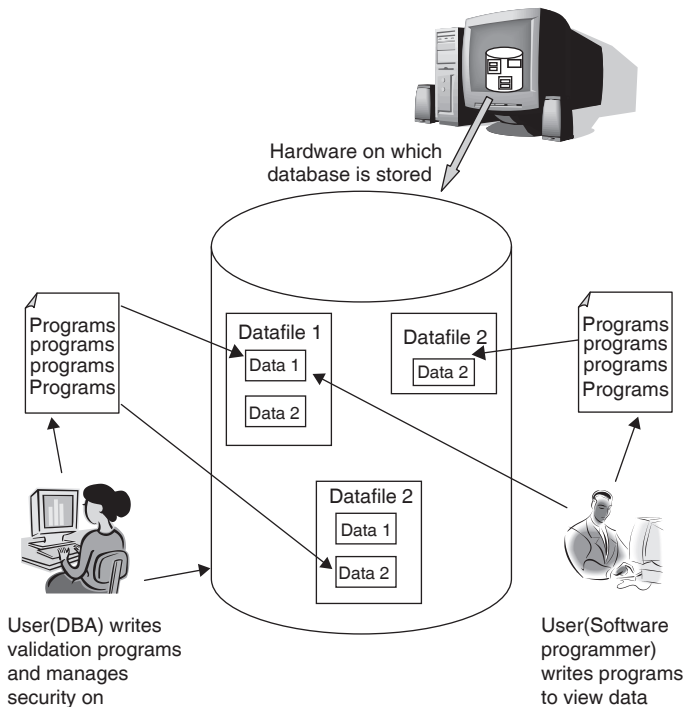 Hardware on which
database is stored
Programs
programs
programs
Programs
Datafile 1
Data 1
Data 2
Datafile 2
Data 2
Programs
programs
programs
Programs
Datafile 2
Data 1
Data 2
User(DBA) writes
validation programs
and manages
security on
User(Software
programmer)
writes programs
to view data